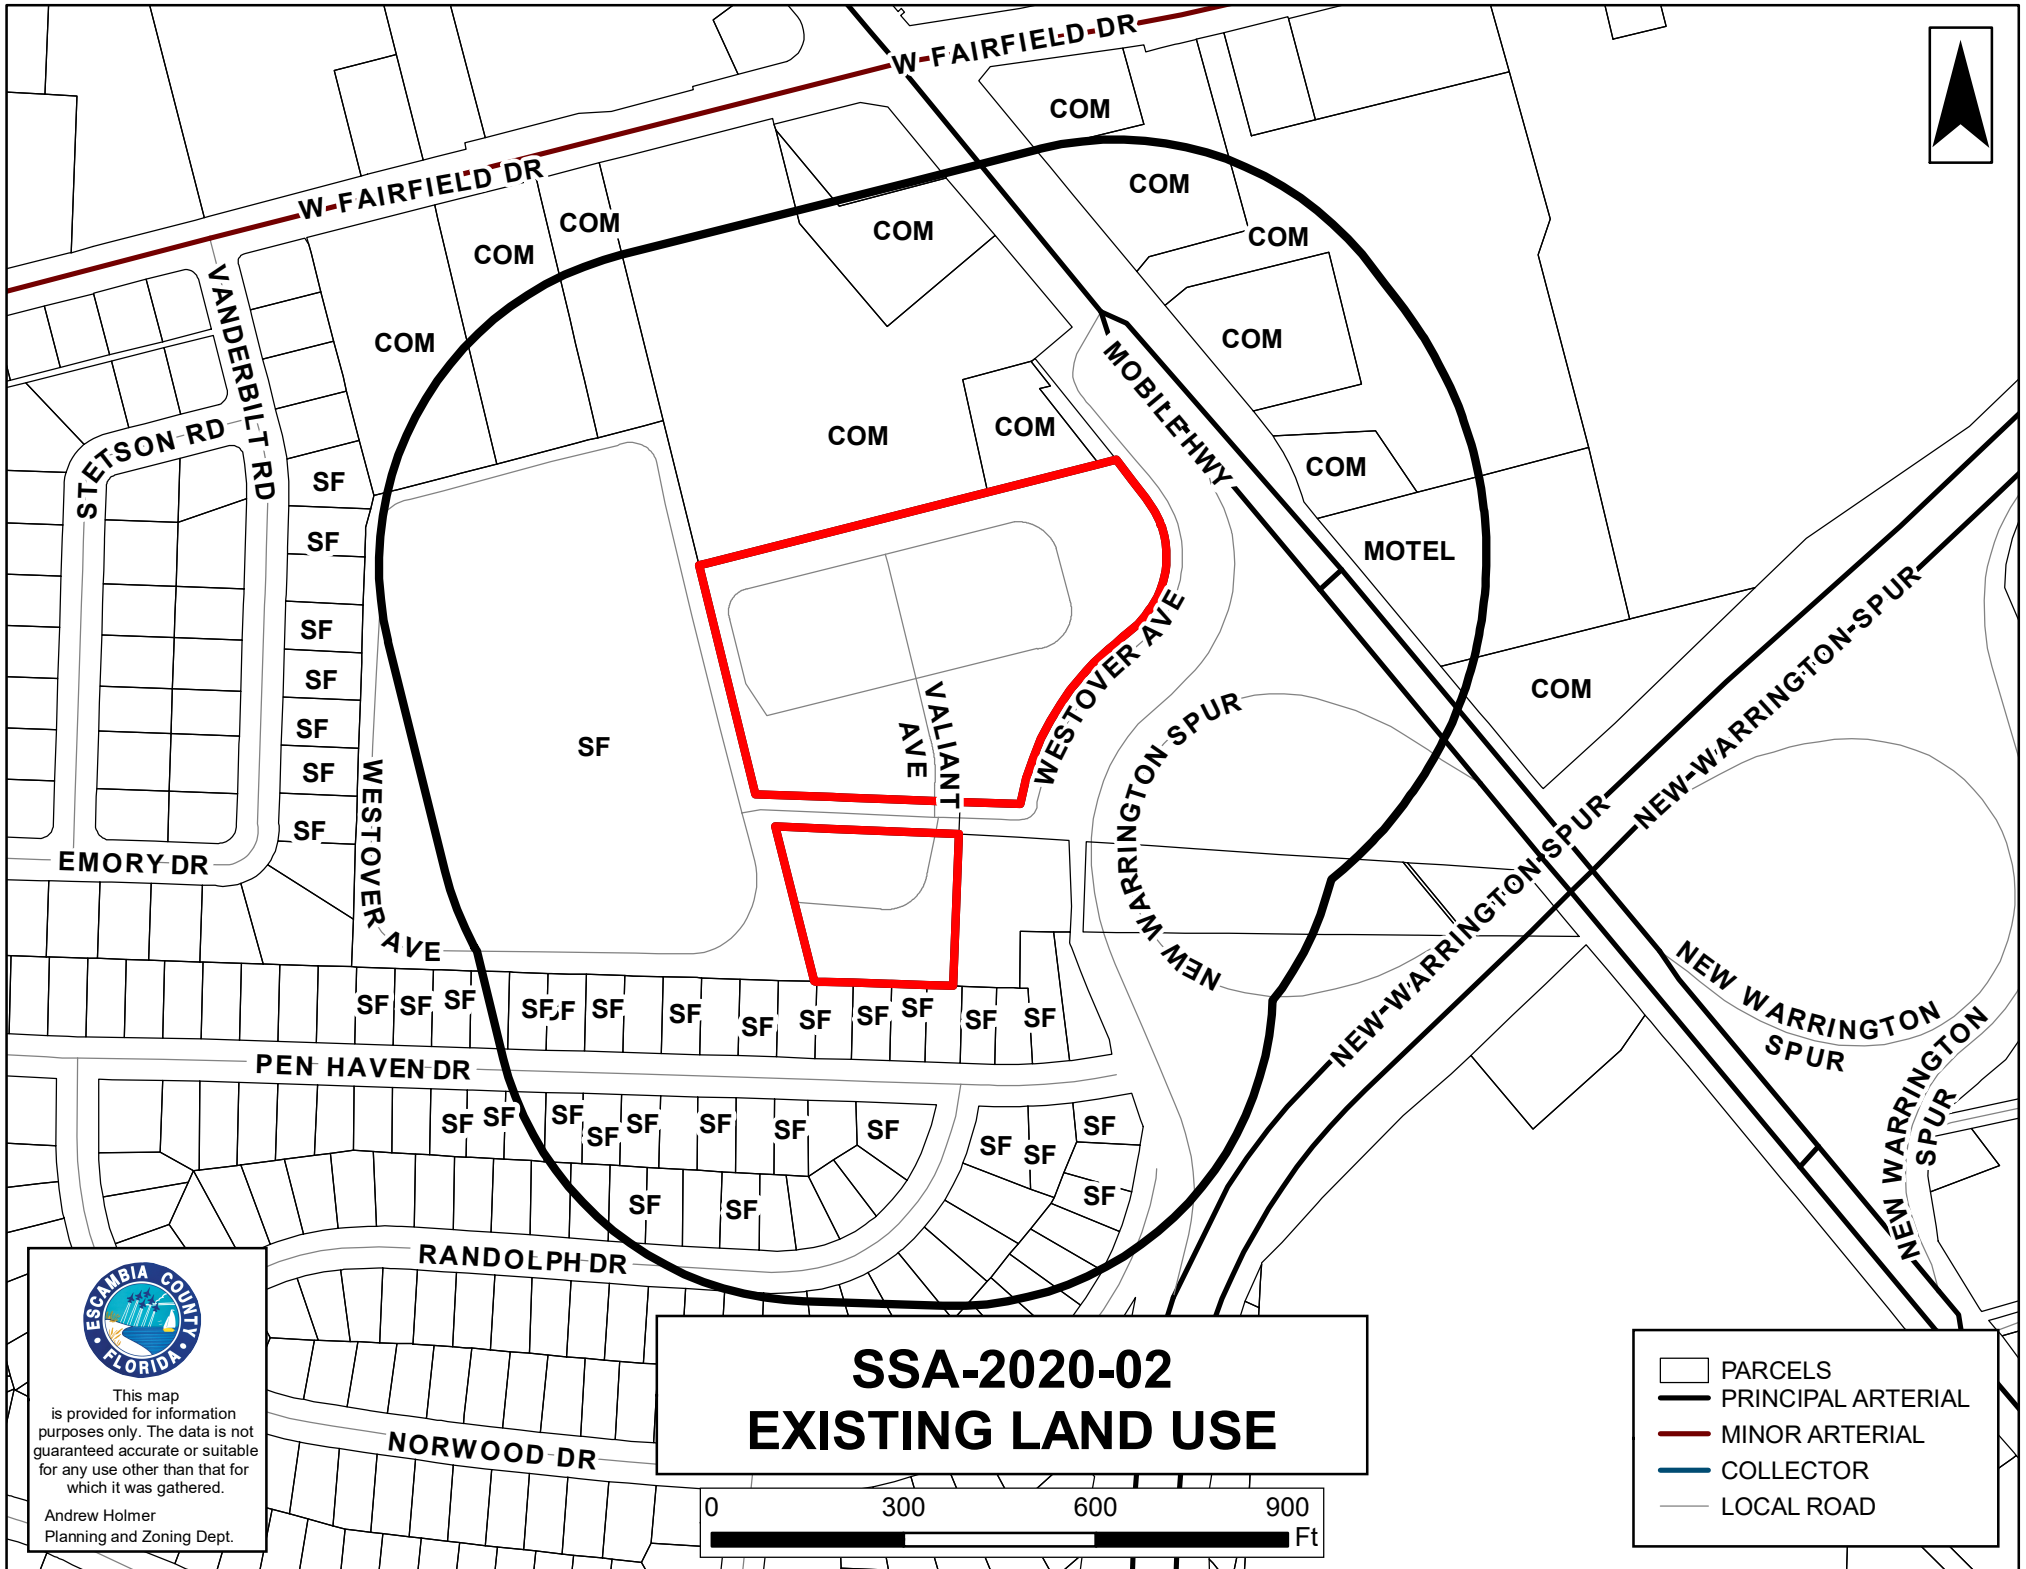 W FAIRFIELD DR
COM
COM
W FAIRFIELD DR
COM
COM
COM
COM
COM
VANDERBILT RD
COM
COM
MOBILE HWY
STETSON RD
COM
COM
COM
SF
SF
MOTEL
NEW WARRINGTON SPUR
SF
WESTOVER AVE
SF
VALIANT
AVE
COM
SF
SF
NEW WARRINGTON SPUR
SF
SF
WESTOVER AVE
EMORY DR
NEW WARRINGTON SPUR
NEW WARRINGTON
SPUR
SF SF SF SF SF SF SF SF SF SF SF SF SF
PEN HAVEN DR
NEW WARRINGTON
SPUR
SF SF SF SF SF SF SF SF
SF SF SF
SF
SF SF
RANDOLPH DR
NORWOOD DR
ESCAMBIA COUNTY
FLORIDA
This map
is provided for information
purposes only. The data is not
guaranteed accurate or suitable
for any use other than that for
which it was gathered.
Andrew Holmer
Planning and Zoning Dept.
SSA-2020-02
EXISTING LAND USE
0 300 600 900
Ft
PARCELS
PRINCIPAL ARTERIAL
MINOR ARTERIAL
COLLECTOR
LOCAL ROAD